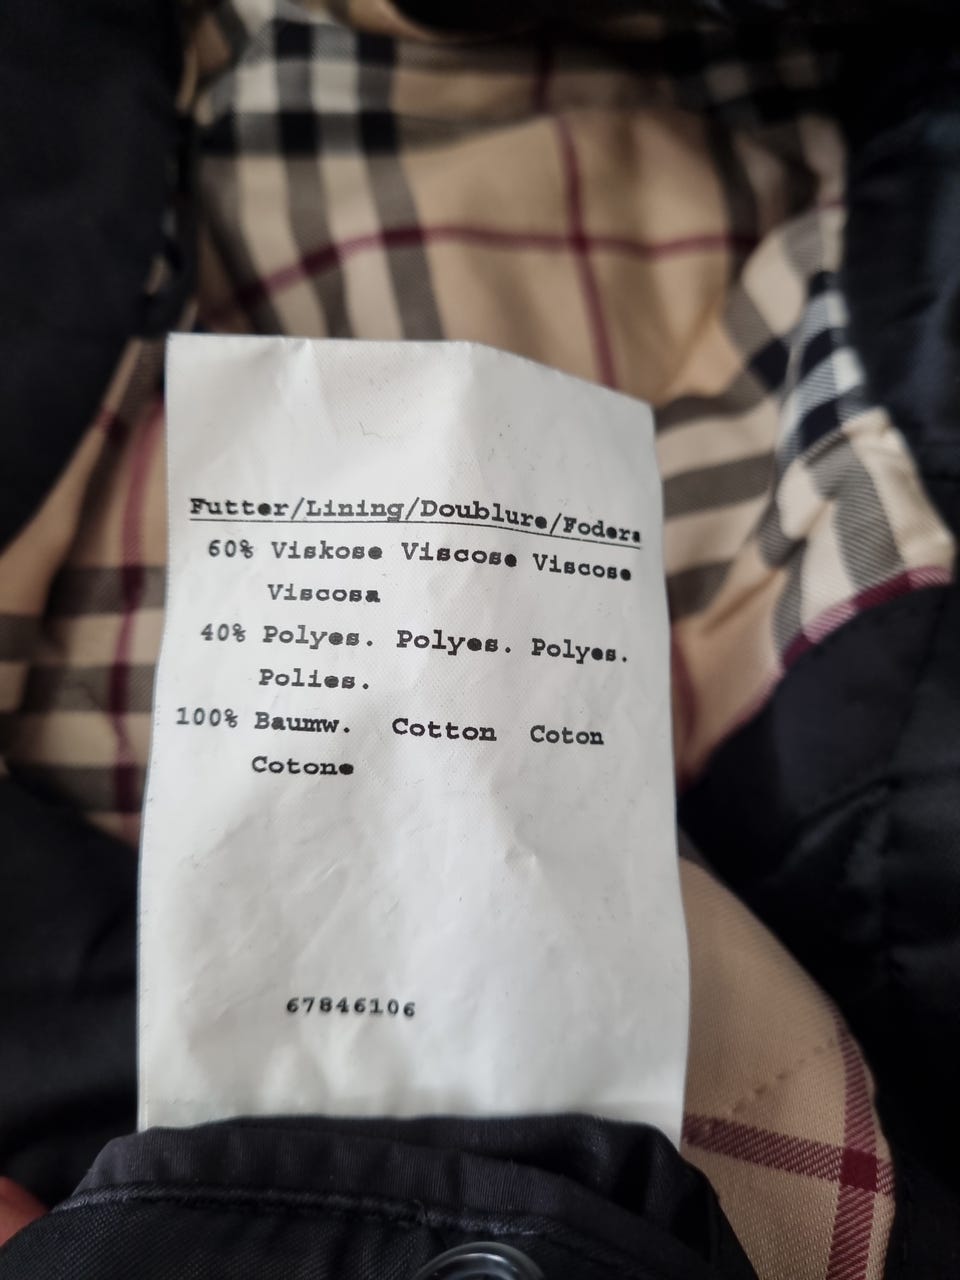 Futter/Lining/Doublure/Fodera
60% Viskose Viscose Viscose
Viscosa
40% Polyes. Polyes. Polyes.
Polies.
100% Baumw. Cotton Coton
Cotone
67846106